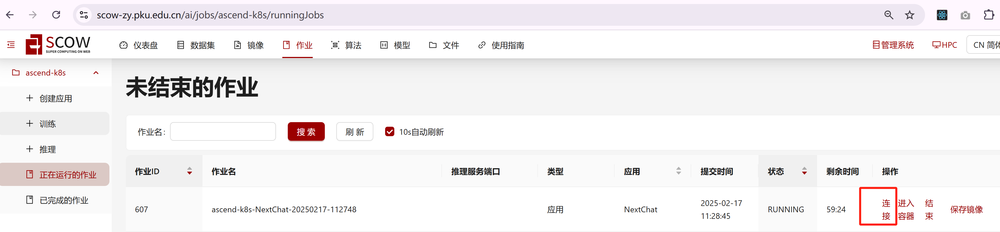 scow-zy.pku.edu.cn/ai/jobs/ascend-k8s/runningJobs
SCOW
SUPER COMPUTING ON WEB
仪表盘 数据集 镜像 作业 算法 模型 文件 使用指南 管理系统 HPC CN 简体
ascend-k8s
创建应用
训练
推理
正在运行的作业
已完成的作业
未结束的作业
作业名: 搜 索 刷 新 10s自动刷新
作业ID 作业名 推理服务端口 类型 应用 提交时间 状态 剩余时间 操作
607 ascend-k8s-NextChat-20250217-112748 应用 NextChat 2025-02-17 11:28:45 RUNNING 59:24 连接 进入容器 结束 保存镜像